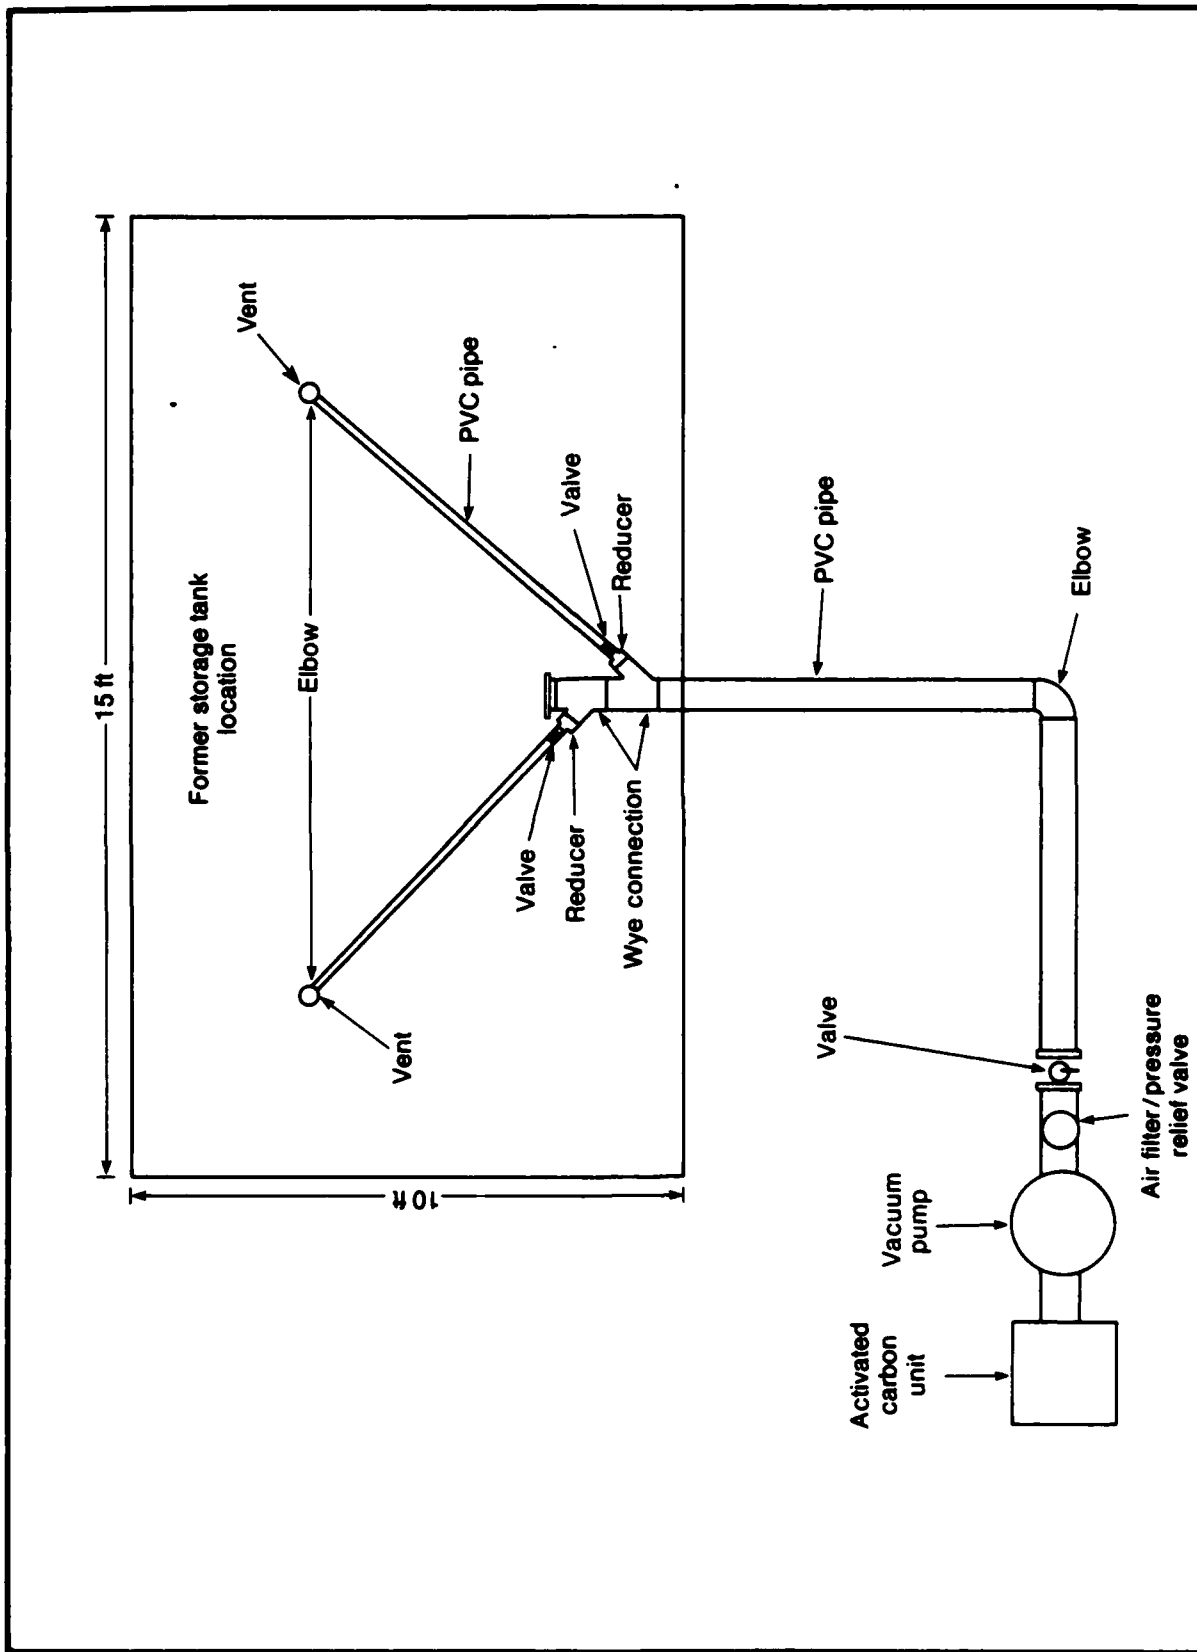 15 ft
10 ft
Former storage tank
location
Vent
Elbow
Vent
PVC pipe
Valve
Reducer
Valve
Reducer
Wye connection
PVC pipe
Elbow
Valve
Air filter/pressure
relief valve
Vacuum
pump
Activated
carbon
unit